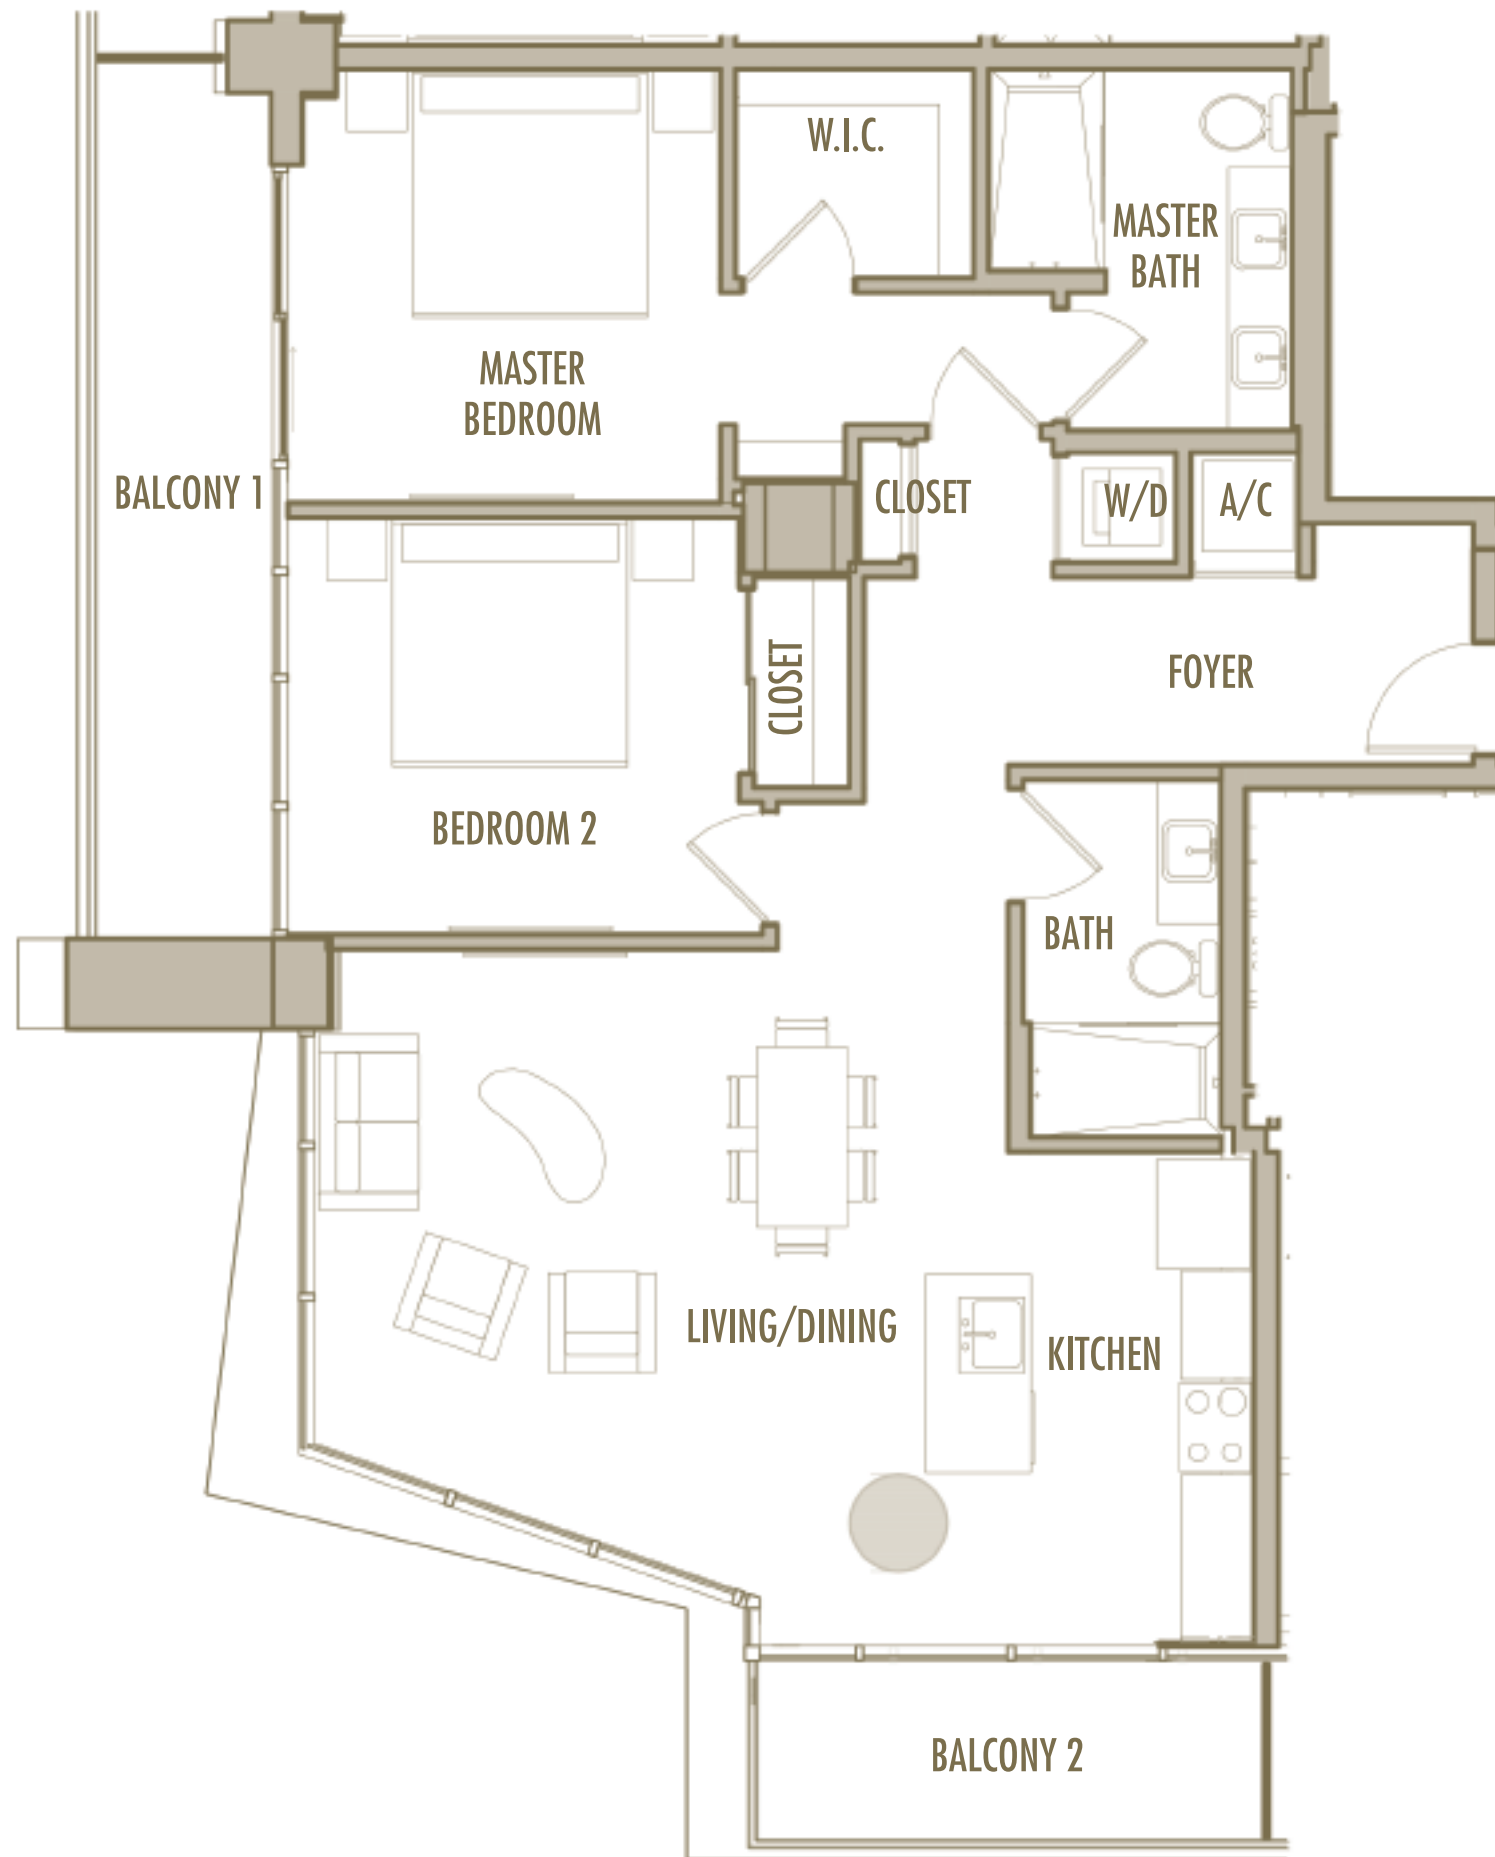 W.I.C.
MASTER
BATH
MASTER
BEDROOM
BALCONY 1
CLOSET
W/D
A/C
CLOSET
FOYER
BEDROOM 2
BATH
LIVING/DINING
KITCHEN
BALCONY 2